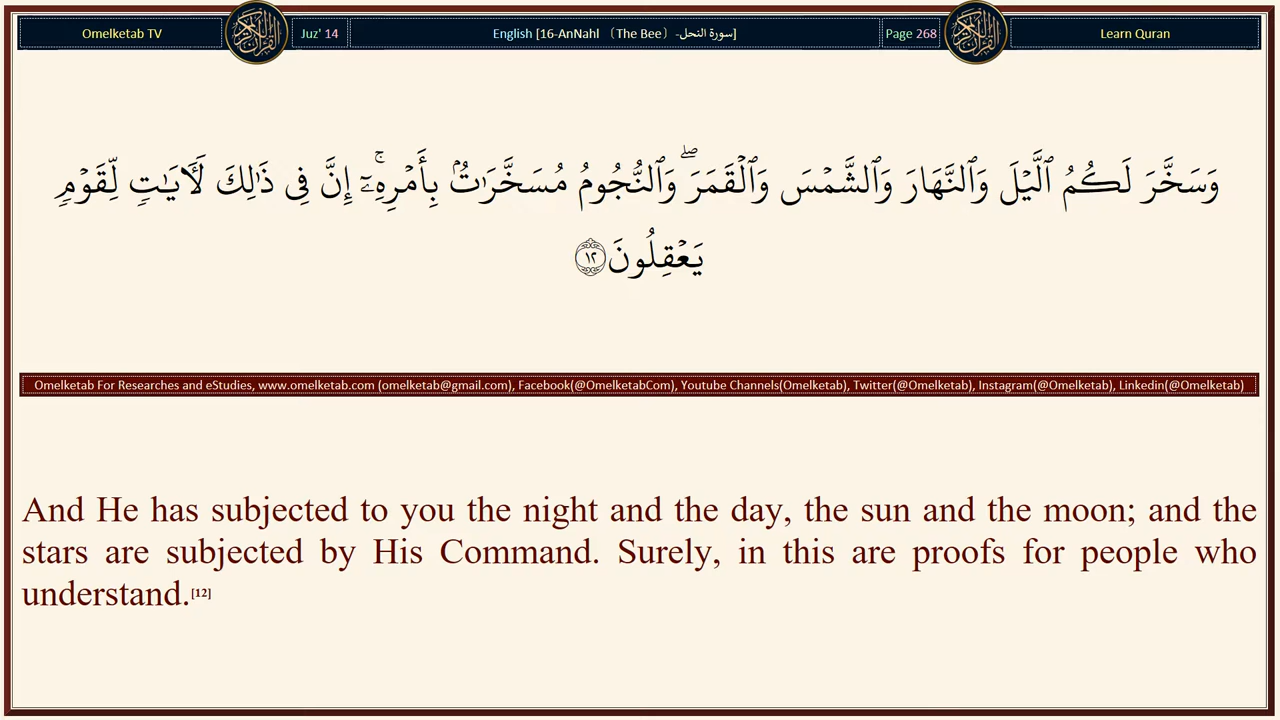 Omelketab TV
Juz' 14
English [16-AnNahl (The Bee) -سورة النحل]
Page 268
Learn Quran
وَسَخَّرَ لَكُمُ ٱلَّيۡلَ وَٱلنَّهَارَ وَٱلشَّمۡسَ وَٱلۡقَمَرَۖ وَٱلنُّجُومُ مُسَخَّرَٰتُۢ بِأَمۡرِهِۦٓۚ إِنَّ فِي ذَٰلِكَ لَأٓيَٰتٖ لِّقَوۡمٖ
يَعۡقِلُونَ ١٢
Omelketab For Researches and eStudies, www.omelketab.com (omelketab@gmail.com), Facebook(@OmelketabCom), Youtube Channels(Omelketab), Twitter(@Omelketab), Instagram(@Omelketab), Linkedin(@Omelketab)
And He has subjected to you the night and the day, the sun and the moon; and the
stars are subjected by His Command. Surely, in this are proofs for people who
understand.[12]